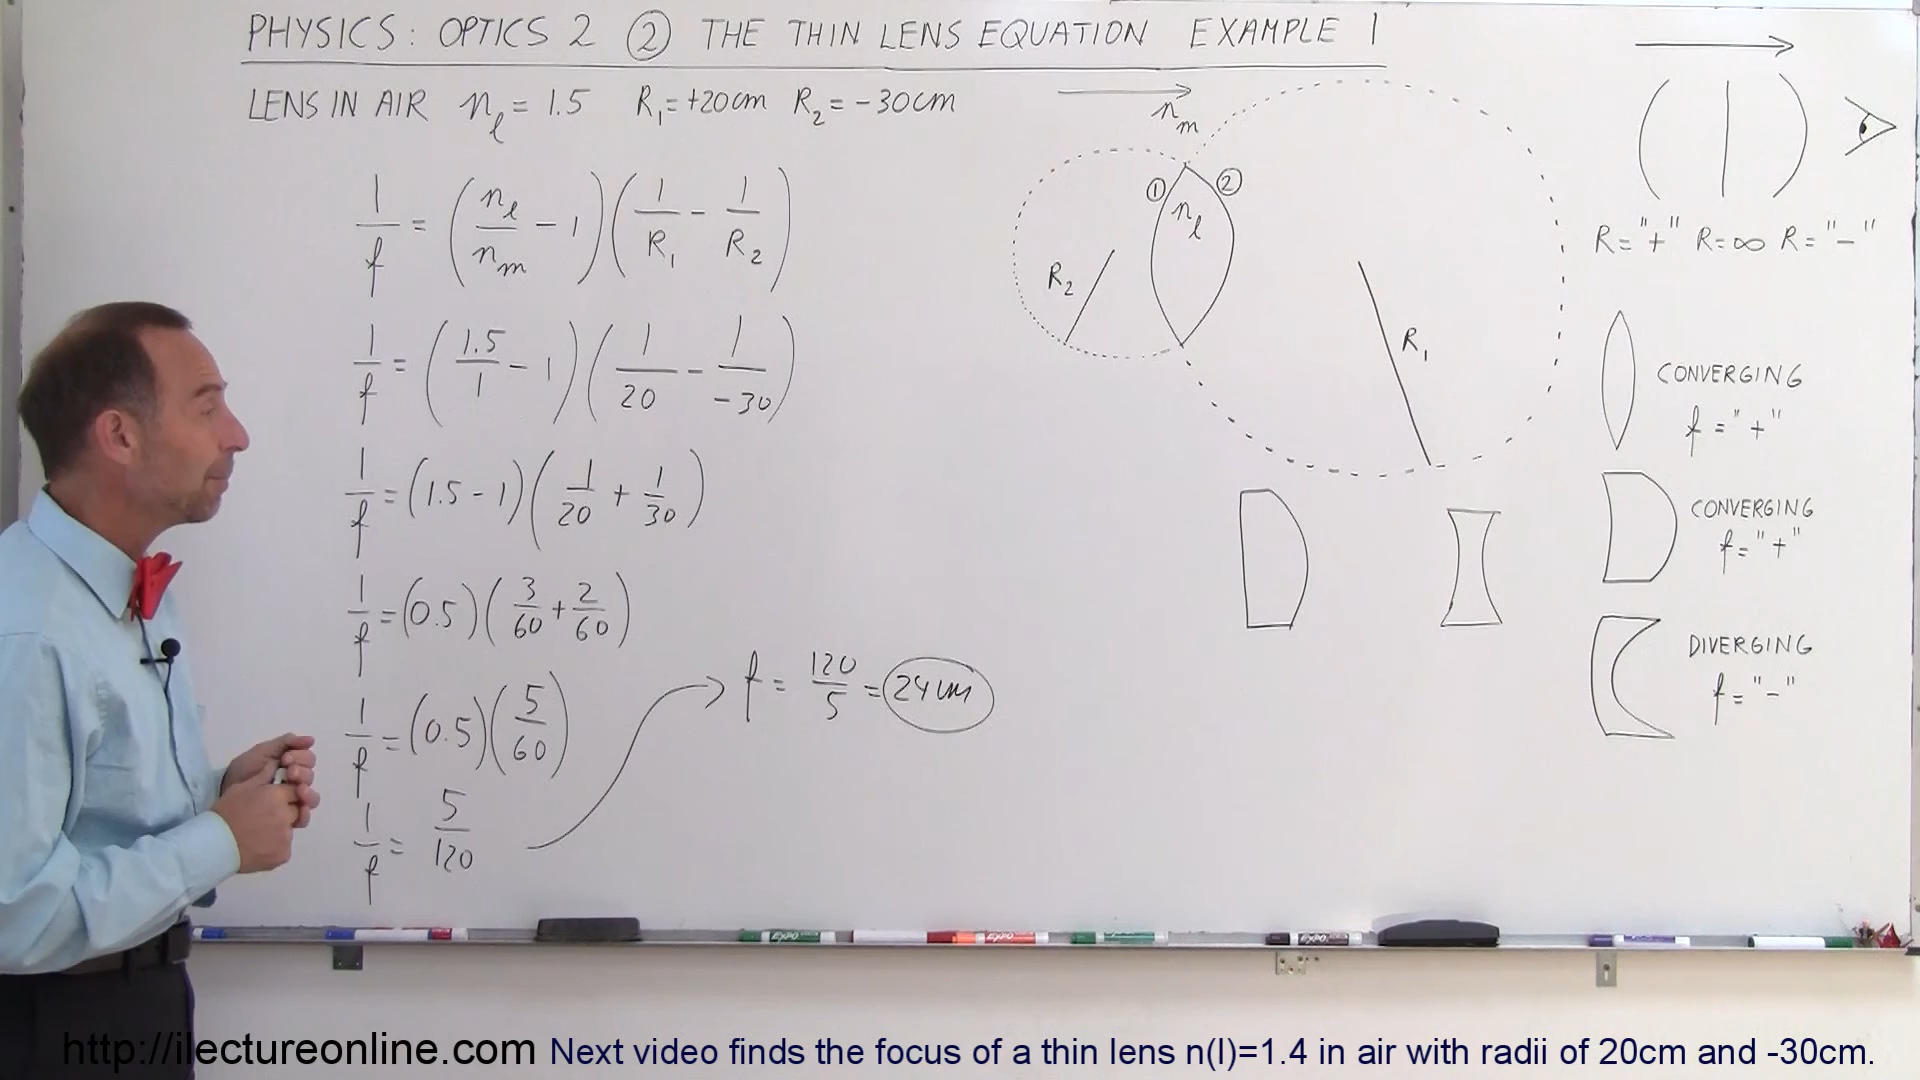 PHYSICS: OPTICS 2 ② THE THIN LENS EQUATION EXAMPLE 1
LENS IN AIR n_l = 1.5 R_1 = +20cm R_2 = -30cm
1/f = (n_l/n_m - 1)(1/R_1 - 1/R_2)
1/f = (1.5/1 - 1)(1/20 - 1/-30)
1/f = (1.5 - 1)(1/20 + 1/30)
1/f = (0.5)(3/60 + 2/60)
1/f = (0.5)(5/60)
1/f = 5/120
f = 120/5 = 24cm
n_m
① ②
n_l
R_2
R_1
R = "+" R = ∞ R = "-"
CONVERGING
f = "+"
CONVERGING
f = "+"
DIVERGING
f = "-"
EXPO
EXPO
EXPO
EXPO
http://ilectureonline.com Next video finds the focus of a thin lens n(l)=1.4 in air with radii of 20cm and -30cm.